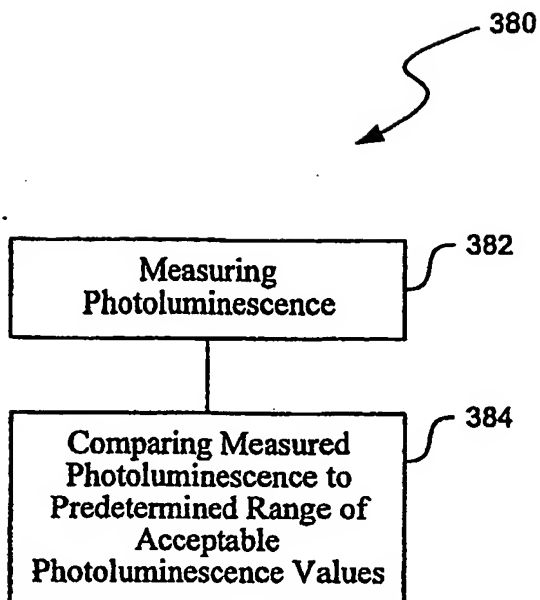 380
382
Measuring
Photoluminescence
384
Comparing Measured
Photoluminescence to
Predetermined Range of
Acceptable
Photoluminescence Values